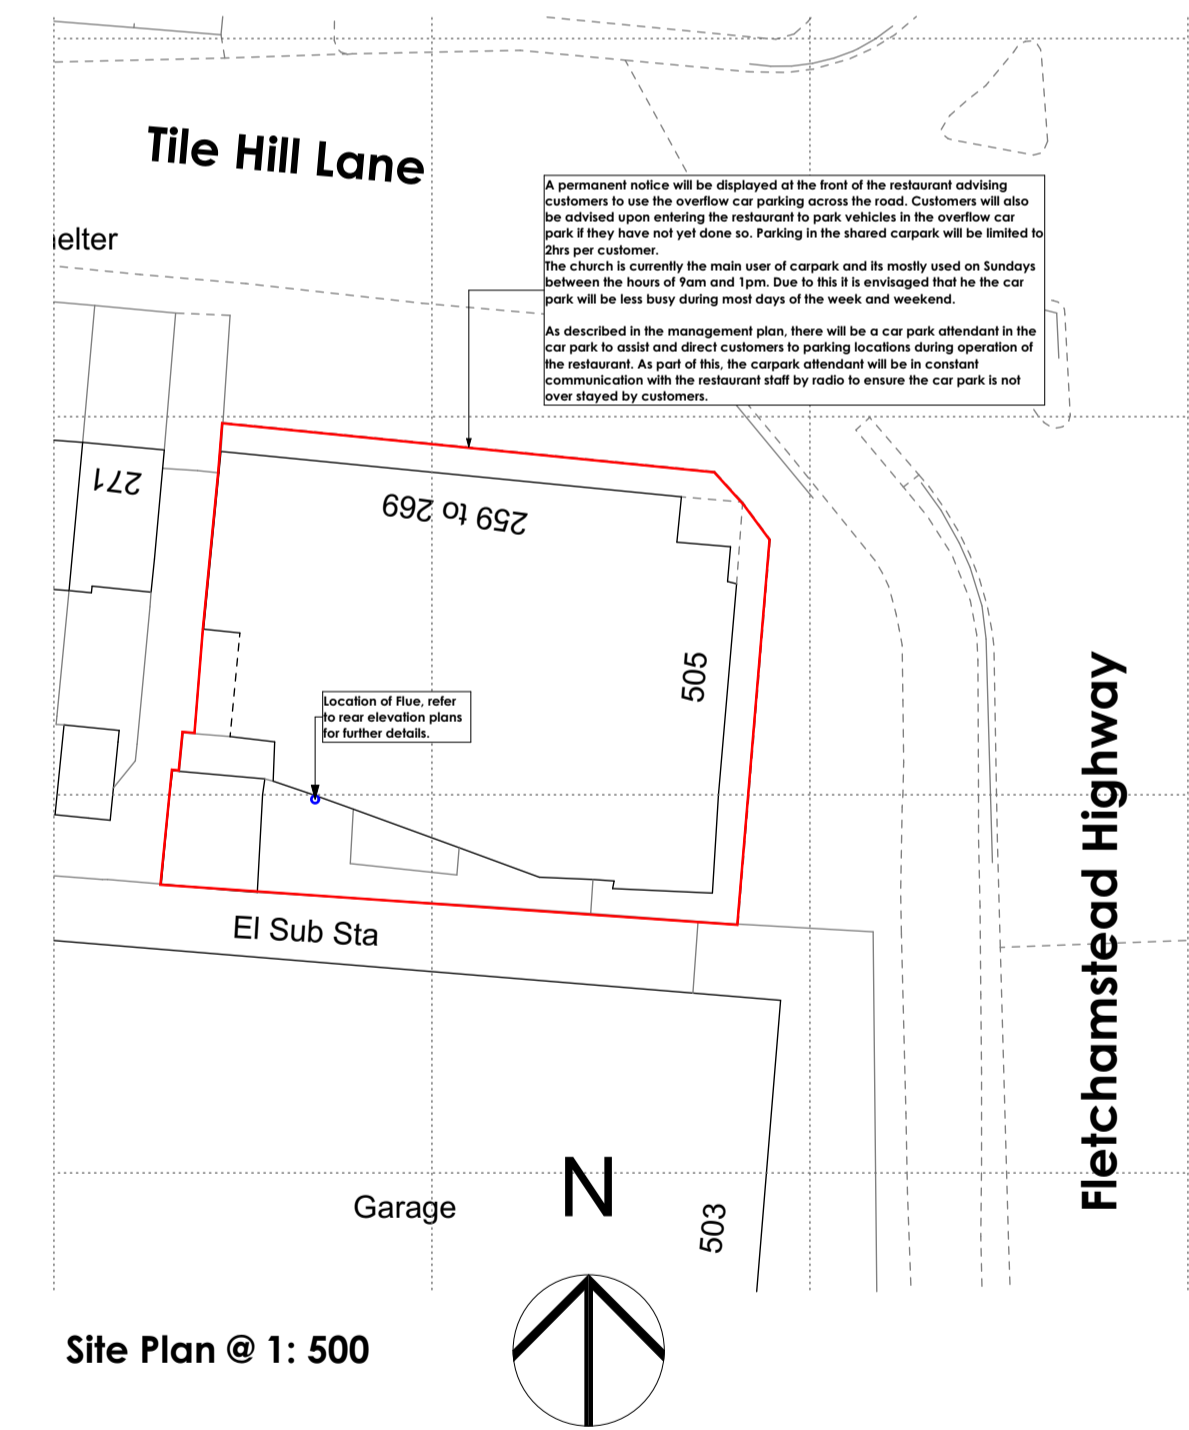 Tile Hill Lane
elter
A permanent notice will be displayed at the front of the restaurant advising
customers to use the overflow car parking across the road. Customers will also
be advised upon entering the restaurant to park vehicles in the overflow car
park if they have not yet done so. Parking in the shared carpark will be limited to
2hrs per customer.
The church is currently the main user of carpark and its mostly used on Sundays
between the hours of 9am and 1pm. Due to this it is envisaged that he the car
park will be less busy during most days of the week and weekend.
As described in the management plan, there will be a car park attendant in the
car park to assist and direct customers to parking locations during operation of
the restaurant. As part of this, the carpark attendant will be in constant
communication with the restaurant staff by radio to ensure the car park is not
over stayed by customers.
271
259 to 269
505
Location of Flue, refer
to rear elevation plans
for further details.
Fletchamstead Highway
El Sub Sta
Garage
N
503
Site Plan @ 1: 500